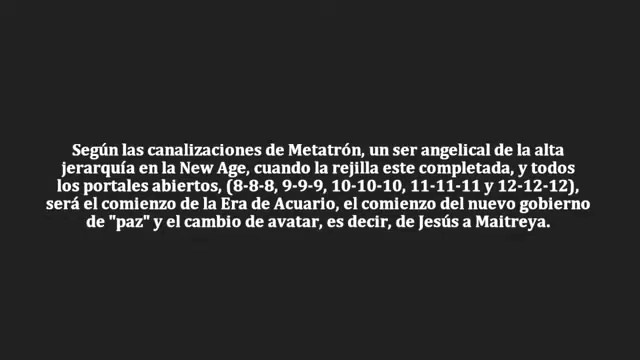 Según las canalizaciones de Metatrón, un ser angelical de la alta
jerarquía en la New Age, cuando la rejilla este completada, y todos
los portales abiertos, (8-8-8, 9-9-9, 10-10-10, 11-11-11 y 12-12-12),
será el comienzo de la Era de Acuario, el comienzo del nuevo gobierno
de "paz" y el cambio de avatar, es decir, de Jesús a Maitreya.